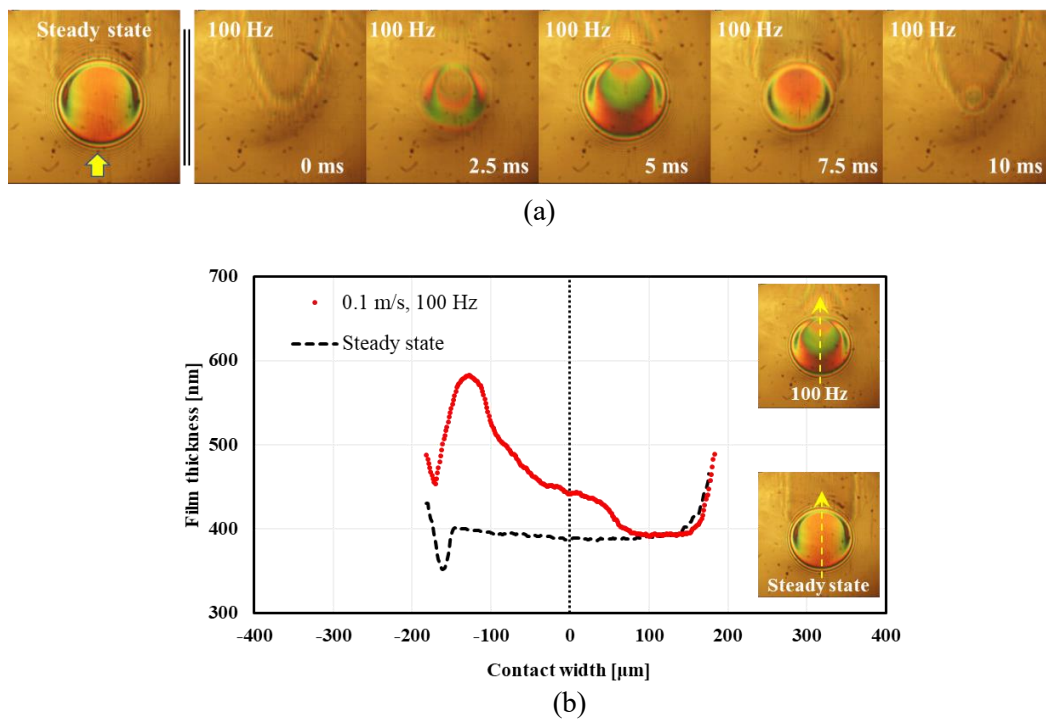 Steady state
100 Hz
100 Hz
100 Hz
100 Hz
100 Hz
0 ms
2.5 ms
5 ms
7.5 ms
10 ms
(a)
Film thickness [nm]
700
600
500
400
300
0.1 m/s, 100 Hz
Steady state
100 Hz
Steady state
-400
-300
-200
-100
0
100
200
300
400
Contact width [μm]
(b)